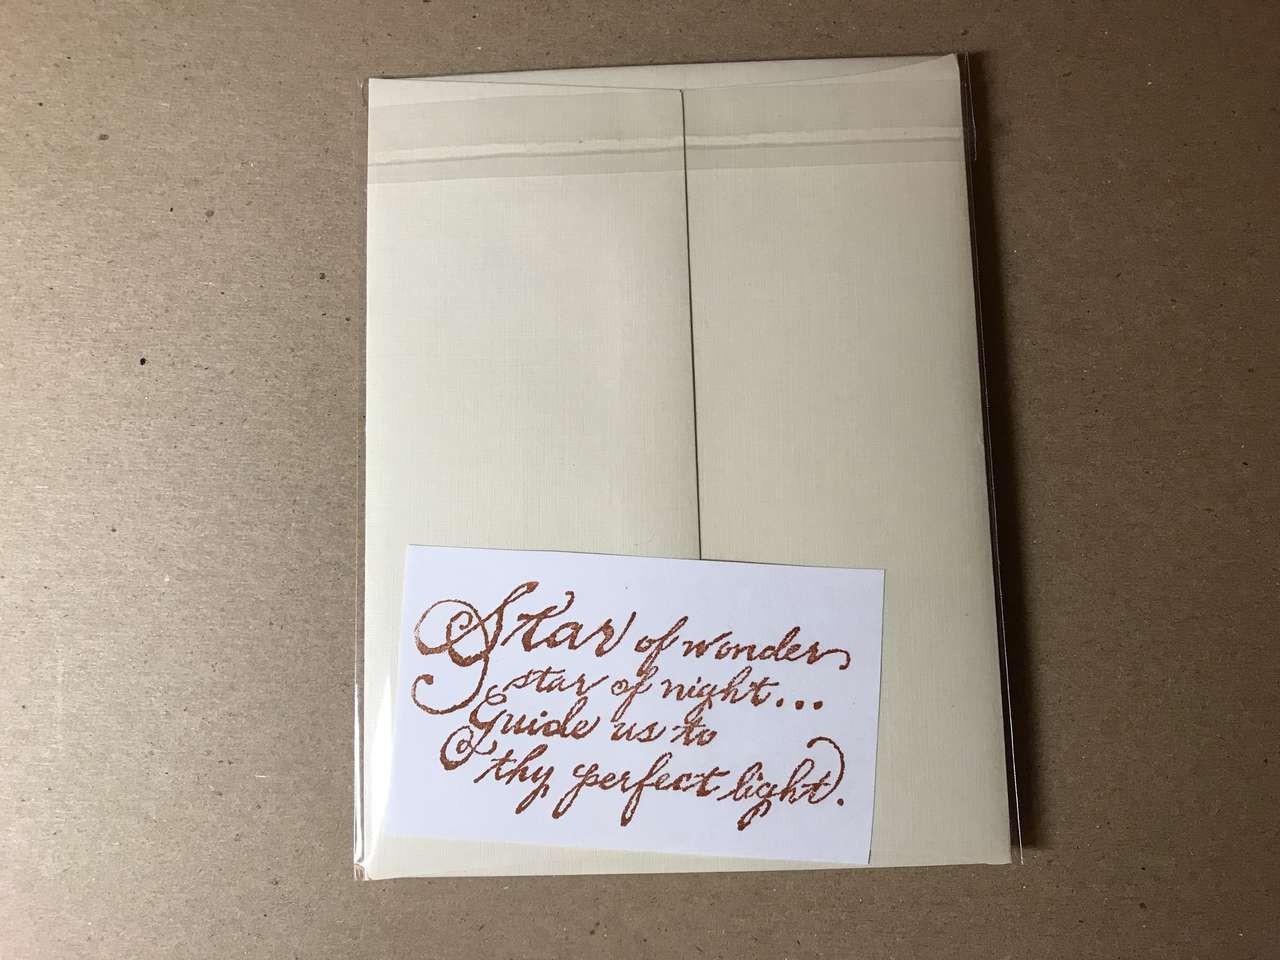 Star of wonder
star of night...
Guide us to
thy perfect light.